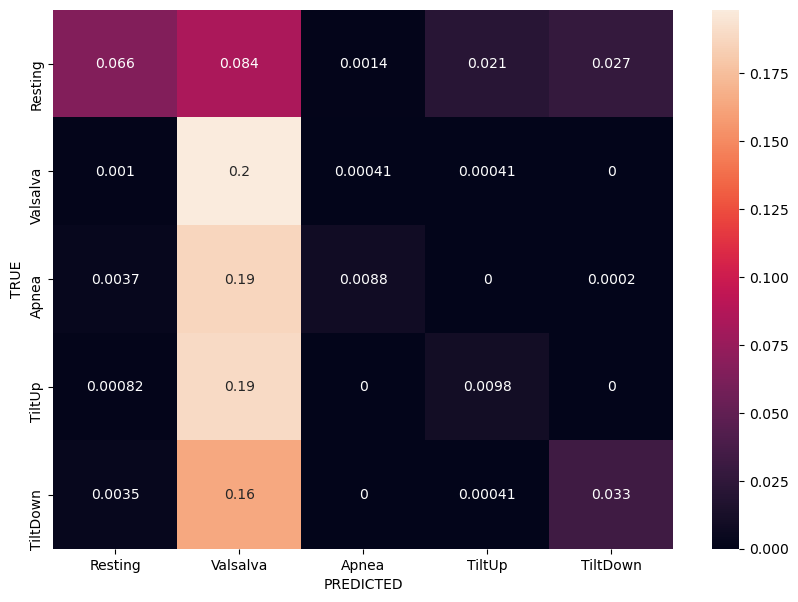 Resting 0.066 0.084 0.0014 0.021 0.027
Valsalva 0.001 0.2 0.00041 0.00041 0
Apnea 0.0037 0.19 0.0088 0 0.0002
TiltUp 0.00082 0.19 0 0.0098 0
TiltDown 0.0035 0.16 0 0.00041 0.033
Resting Valsalva Apnea TiltUp TiltDown
PREDICTED
TRUE
0.175
0.150
0.125
0.100
0.075
0.050
0.025
0.000